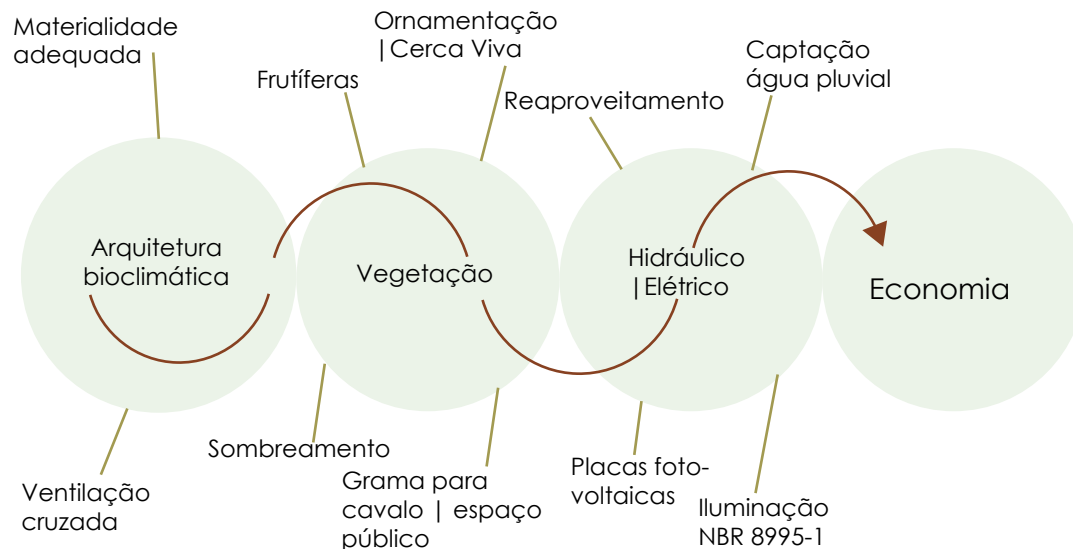 Materialidade
adequada
Frutíferas
Ornamentação
|Cerca Viva
Reaproveitamento
Captação
água pluvial
Arquitetura
bioclimática
Vegetação
Hidráulico
|Elétrico
Economia
Ventilação
cruzada
Sombreamento
Grama para
cavalo | espaço
público
Placas foto-
voltaicas
Iluminação
NBR 8995-1